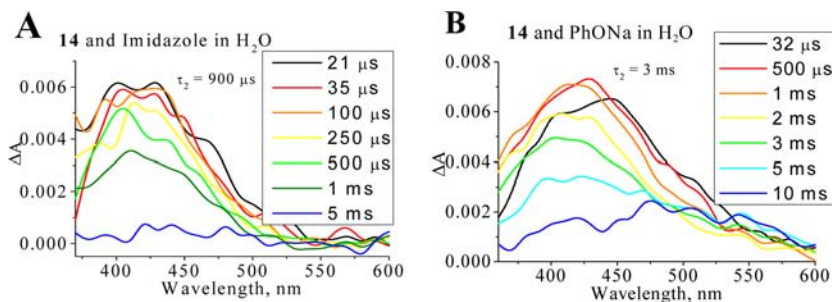 A
14 and Imidazole in H₂O
τ₂ = 900 μs
21 μs
35 μs
100 μs
250 μs
500 μs
1 ms
5 ms
ΔA
0.006
0.004
0.002
0.000
400 450 500 550 600
Wavelength, nm
B
14 and PhONa in H₂O
τ₂ = 3 ms
32 μs
500 μs
1 ms
2 ms
3 ms
5 ms
10 ms
ΔA
0.008
0.006
0.004
0.002
0.000
400 450 500 550 600
Wavelength, nm